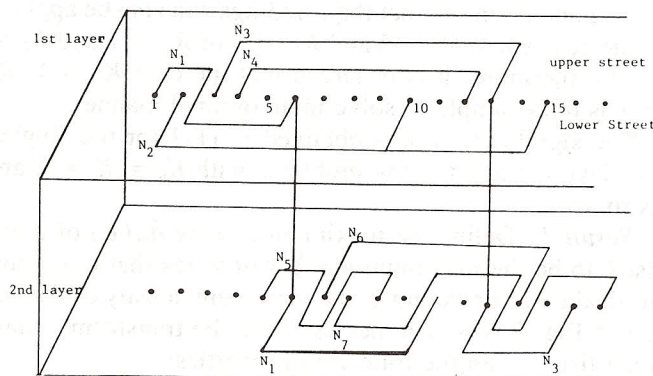 1st layer
N3
N1
N4
upper street
1
5
10
15
Lower Street
N2
N6
N5
2nd layer
N7
N1
N3